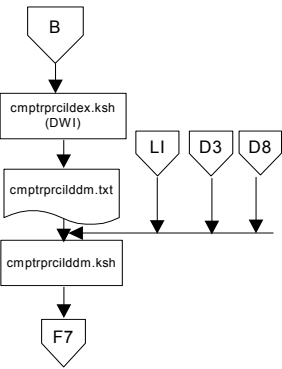 B
cmptrprcildex.ksh
(DWI)
LI
D3
D8
cmptrprcilddm.txt
cmptrprcilddm.ksh
F7